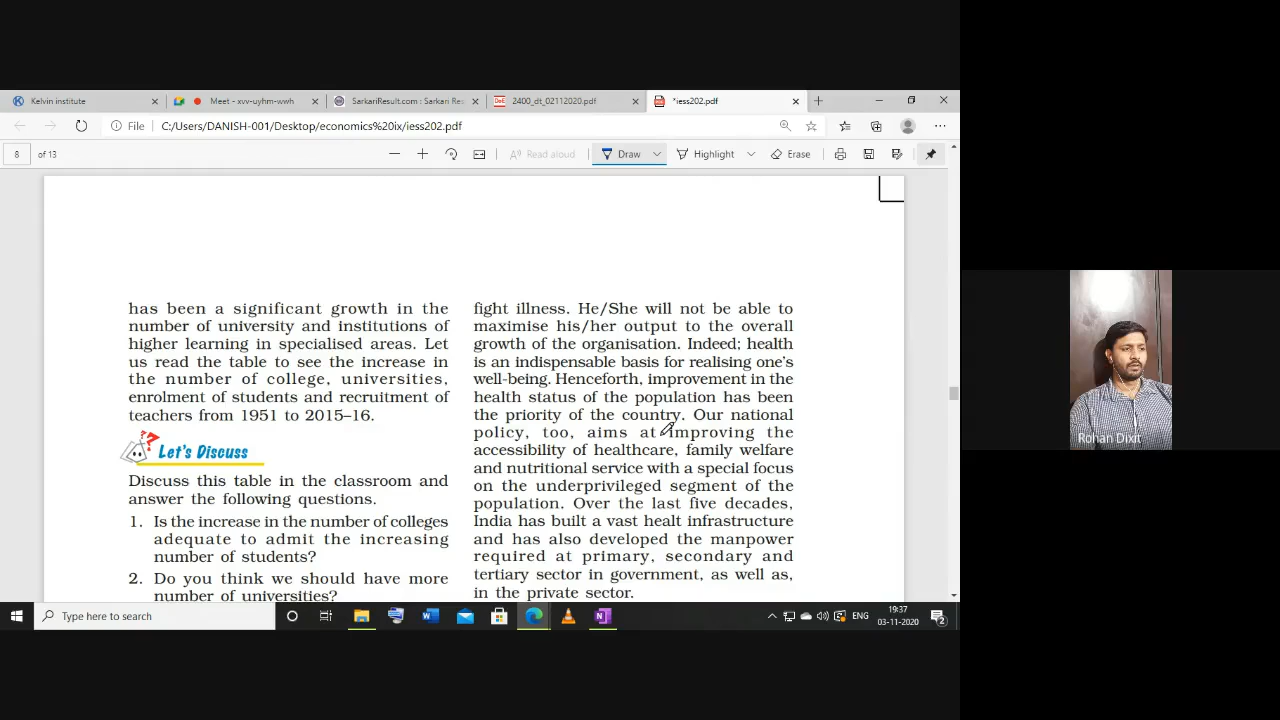 Kelvin institute
Meet - xvv-uyhm-wwh
SarkariResult.com : Sarkari Res
2400_dt_02112020.pdf
*iess202.pdf
File
C:/Users/DANISH-001/Desktop/economics%20ix/iess202.pdf
8 of 13
Read aloud
Draw
Highlight
Erase
has been a significant growth in the
number of university and institutions of
higher learning in specialised areas. Let
us read the table to see the increase in
the number of college, universities,
enrolment of students and recruitment of
teachers from 1951 to 2015–16.
Let's Discuss
Discuss this table in the classroom and
answer the following questions.
1. Is the increase in the number of colleges
adequate to admit the increasing
number of students?
2. Do you think we should have more
number of universities?
fight illness. He/She will not be able to
maximise his/her output to the overall
growth of the organisation. Indeed; health
is an indispensable basis for realising one's
well-being. Henceforth, improvement in the
health status of the population has been
the priority of the country. Our national
policy, too, aims at improving the
accessibility of healthcare, family welfare
and nutritional service with a special focus
on the underprivileged segment of the
population. Over the last five decades,
India has built a vast healt infrastructure
and has also developed the manpower
required at primary, secondary and
tertiary sector in government, as well as,
in the private sector.
Rohan Dixit
Type here to search
ENG
19:37
03-11-2020
2